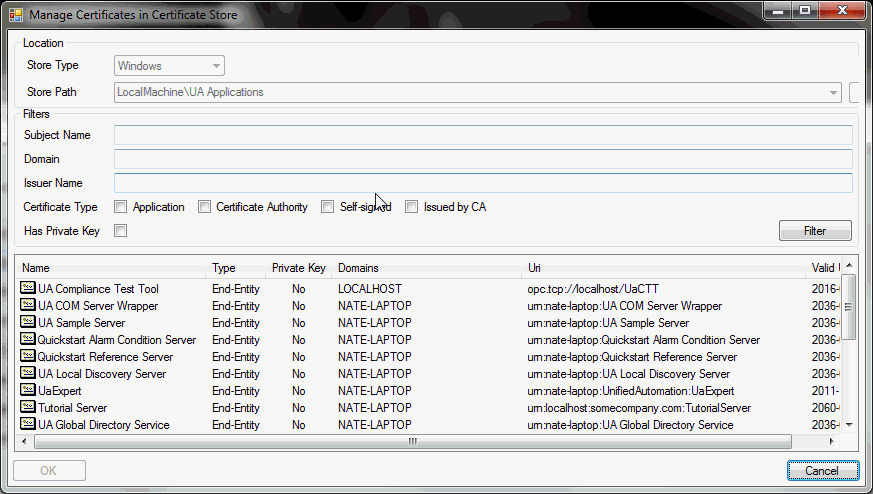 Manage Certificates in Certificate Store
Location
Store Type Windows
Store Path LocalMachine\UA Applications
Filters
Subject Name
Domain
Issuer Name
Certificate Type Application Certificate Authority Self-signed Issued by CA
Has Private Key Filter
Name Type Private Key Domains Uri Valid
UA Compliance Test Tool End-Entity No LOCALHOST opc.tcp://localhost/UaCTT 2016-
UA COM Server Wrapper End-Entity No NATE-LAPTOP urn:nate-laptop:UA COM Server Wrapper 2036-
UA Sample Server End-Entity No NATE-LAPTOP urn:nate-laptop:UA Sample Server 2036-
Quickstart Alarm Condition Server End-Entity No NATE-LAPTOP urn:nate-laptop:Quickstart Alarm Condition Server 2036-
Quickstart Reference Server End-Entity No NATE-LAPTOP urn:nate-laptop:Quickstart Reference Server 2036-
UA Local Discovery Server End-Entity No NATE-LAPTOP urn:nate-laptop:UA Local Discovery Server 2036-
UaExpert End-Entity No NATE-LAPTOP urn:nate-laptop:UnifiedAutomation:UaExpert 2011-
Tutorial Server End-Entity No NATE-LAPTOP urn:localhost:somecompany.com:TutorialServer 2060-
UA Global Directory Service End-Entity No NATE-LAPTOP urn:nate-laptop:UA Global Directory Service 2036-
OK Cancel